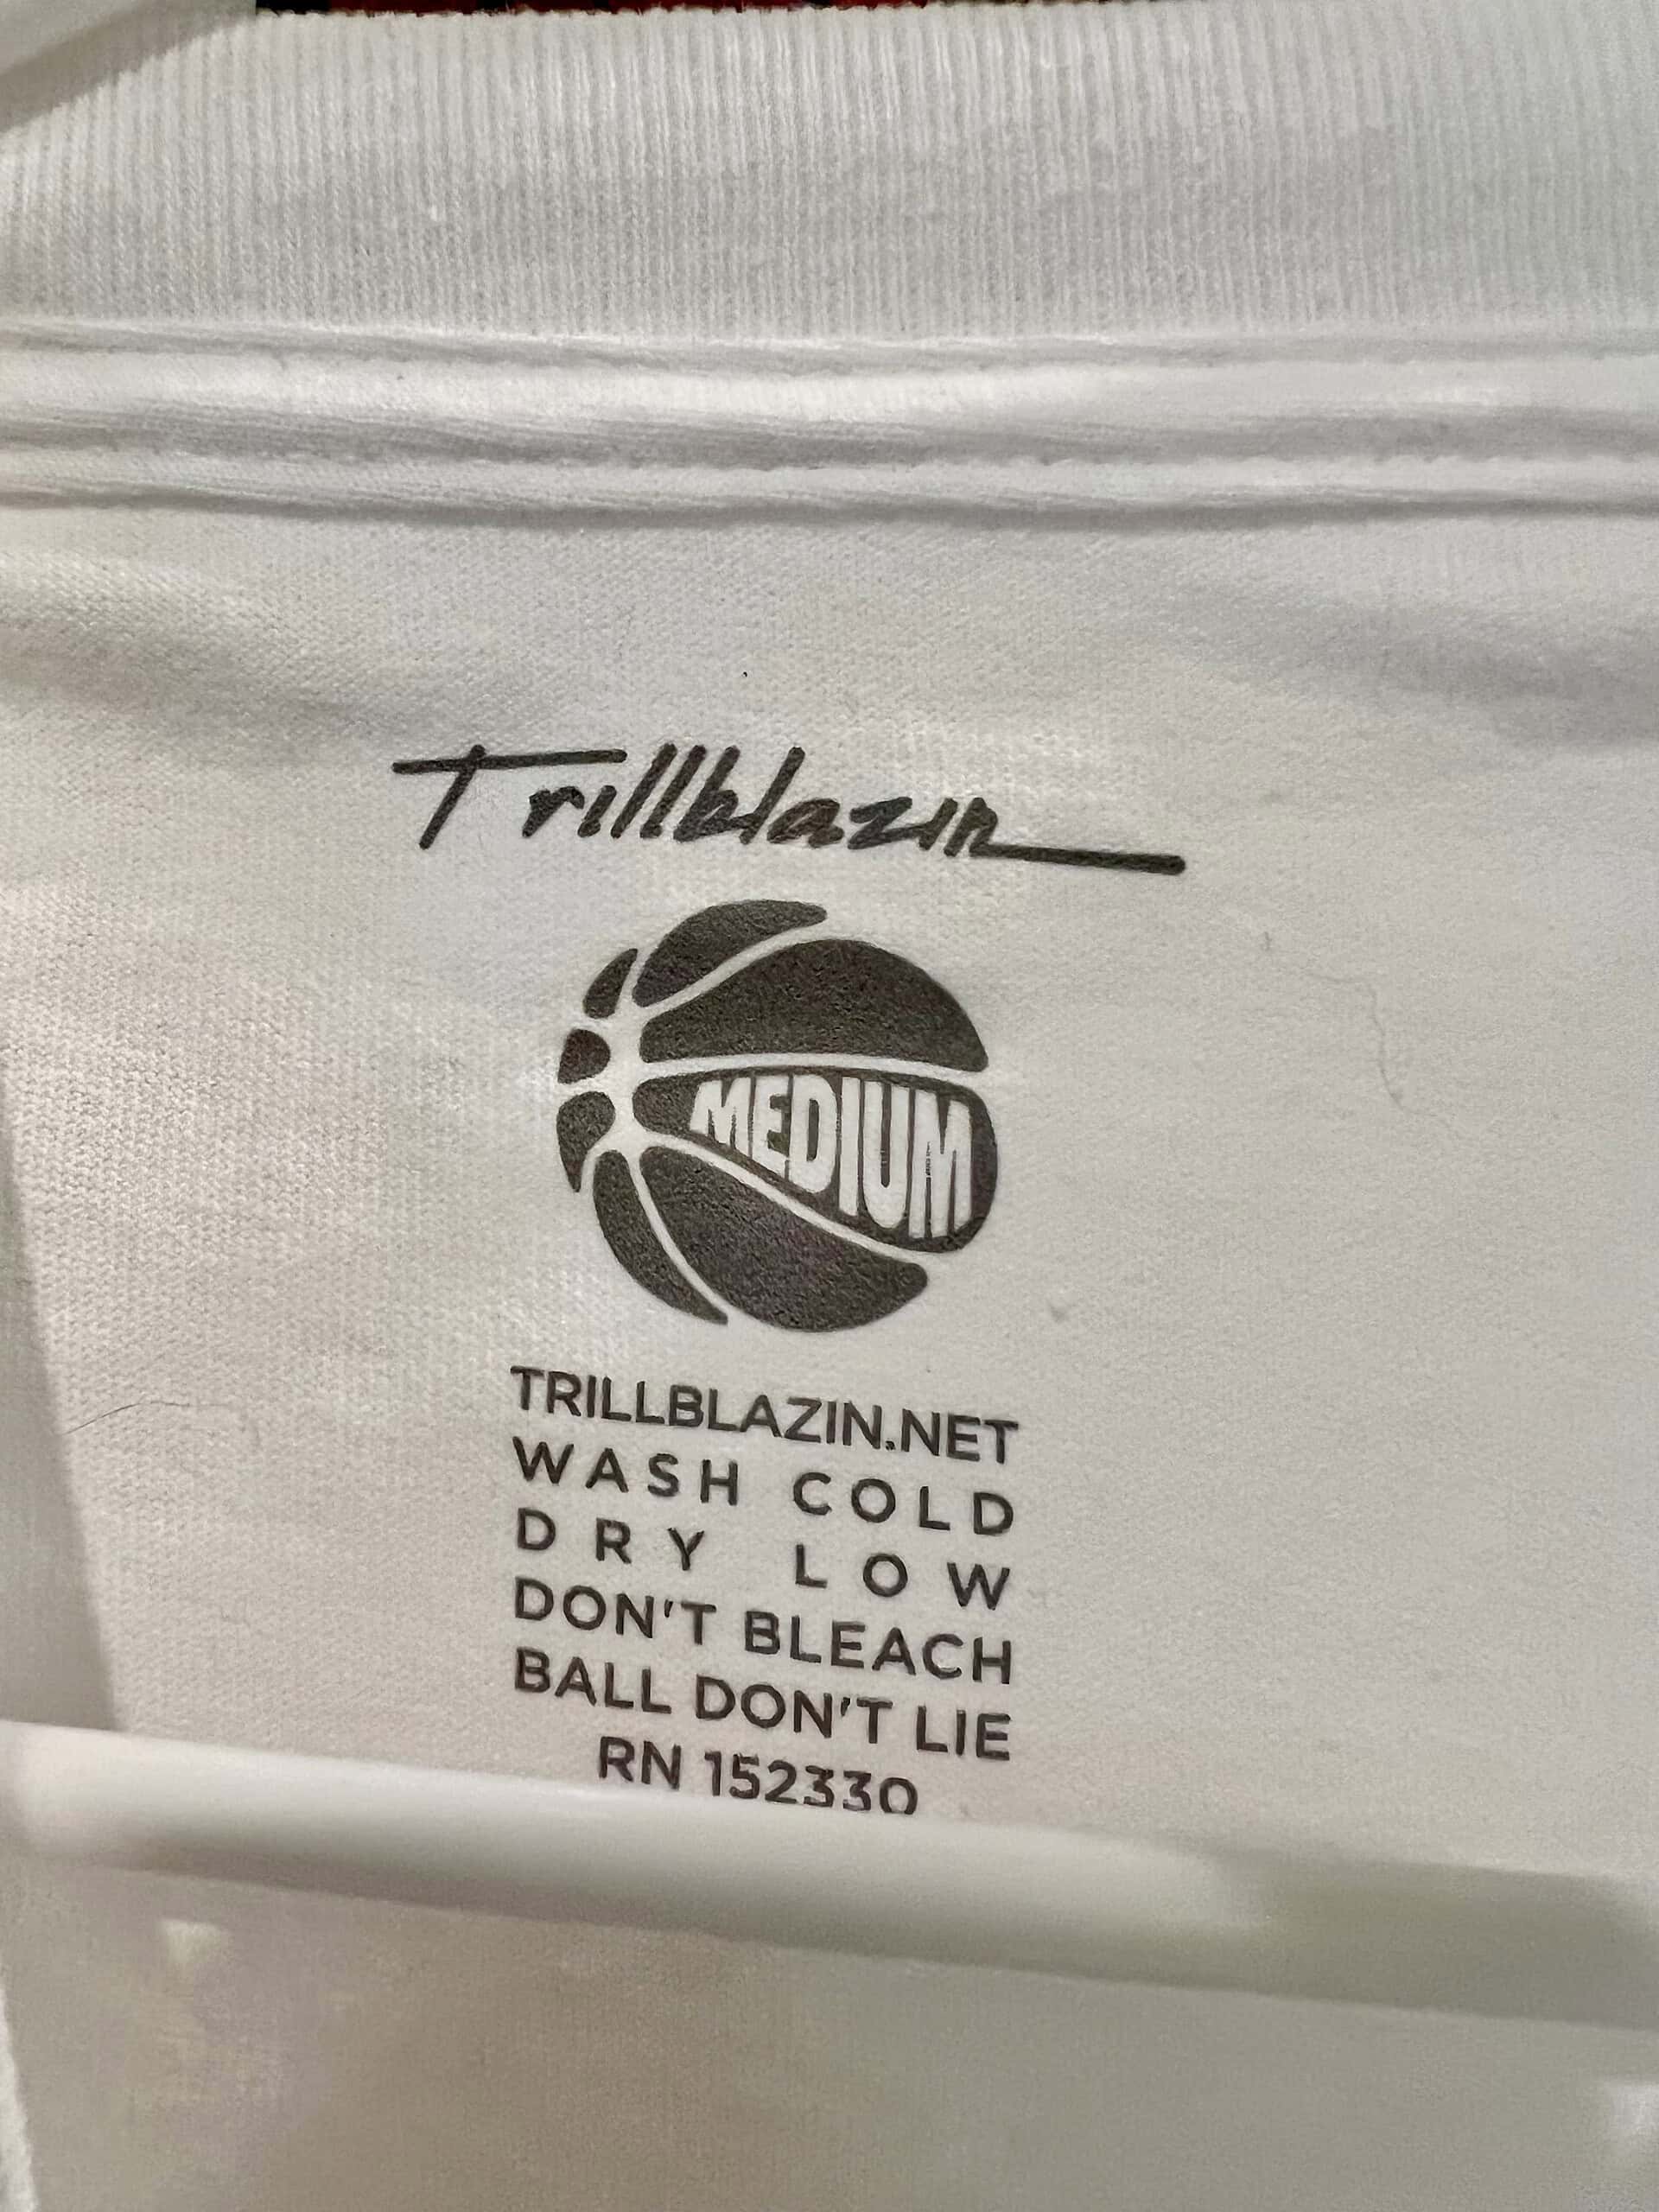 Trillblazin
MEDIUM
TRILLBLAZIN.NET
WASH COLD
DRY LOW
DON'T BLEACH
BALL DON'T LIE
RN 152330